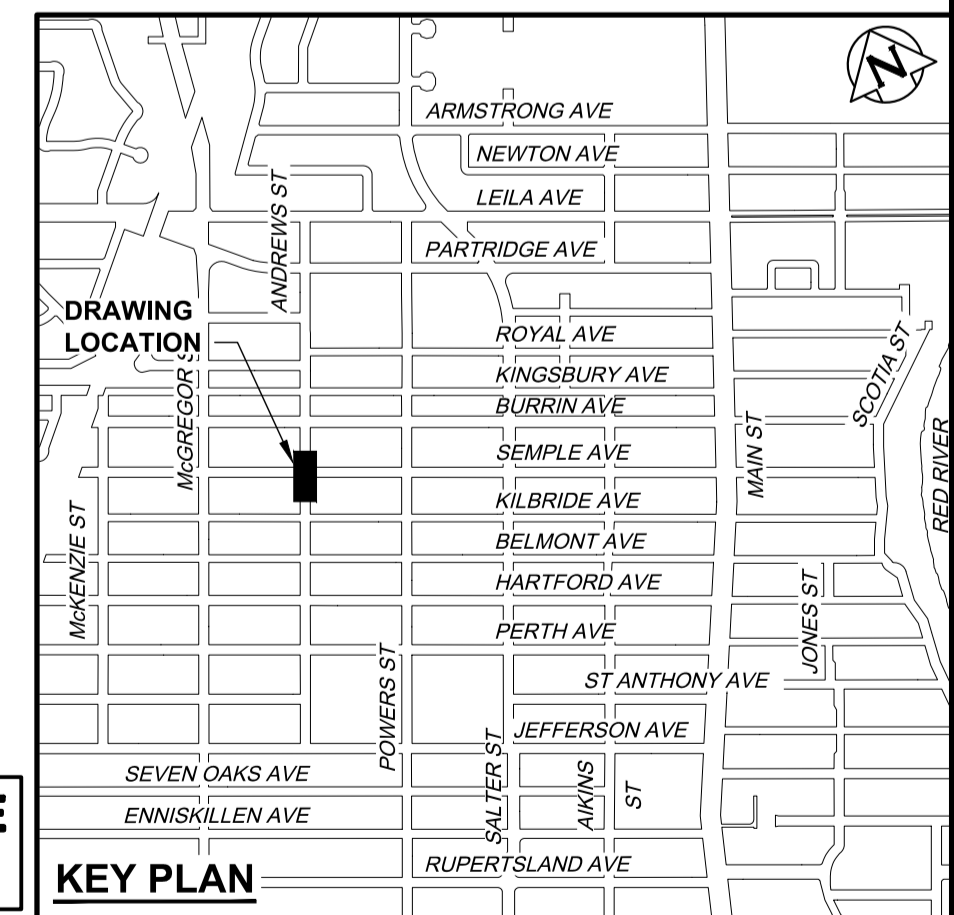 N
ARMSTRONG AVE
NEWTON AVE
LEILA AVE
ANDREWS ST
PARTRIDGE AVE
DRAWING
LOCATION
ROYAL AVE
SCOTIA ST
McGREGOR S
KINGSBURY AVE
BURRIN AVE
MAIN ST
SEMPLE AVE
RED RIVER
KILBRIDE AVE
McKENZIE ST
BELMONT AVE
HARTFORD AVE
JONES ST
PERTH AVE
POWERS ST
ST ANTHONY AVE
JEFFERSON AVE
SEVEN OAKS AVE
SALTER ST
AIKINS
ST
E
ENNISKILLEN AVE
RUPERTSLAND AVE
KEY PLAN